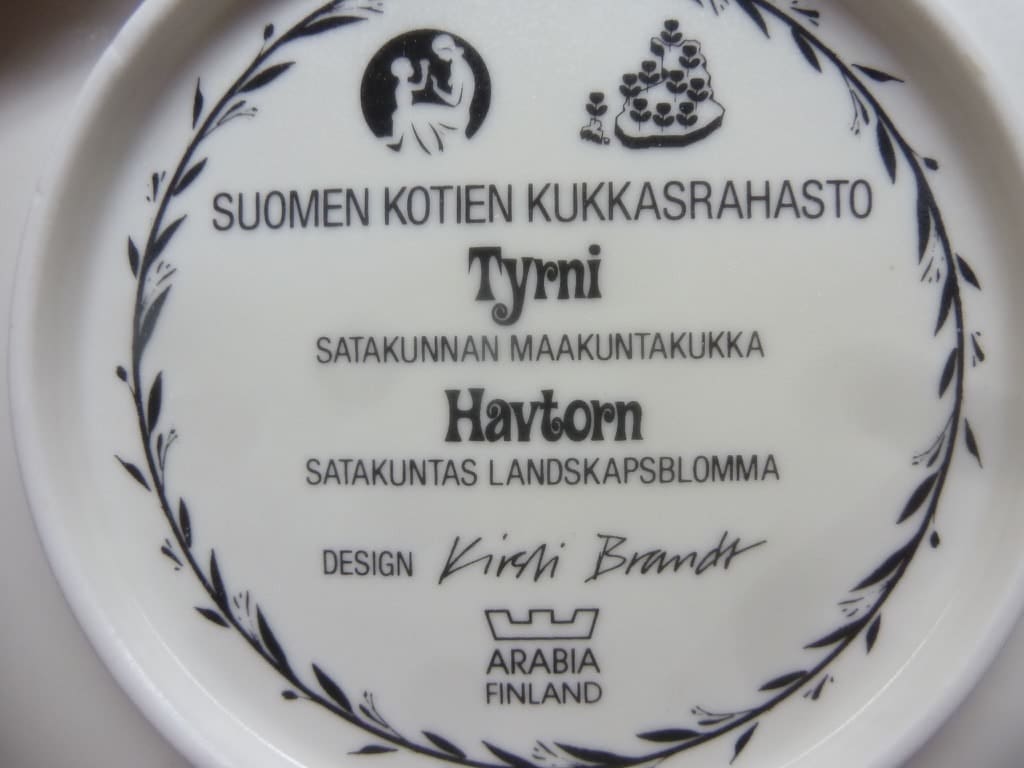 SUOMEN KOTIEN KUKKASRAHASTO
Tyrni
SATAKUNNAN MAAKUNTAKUKKA
Havtorn
SATAKUNTAS LANDSKAPSBLOMMA
DESIGN Kirsti Brandt
ARABIA
FINLAND